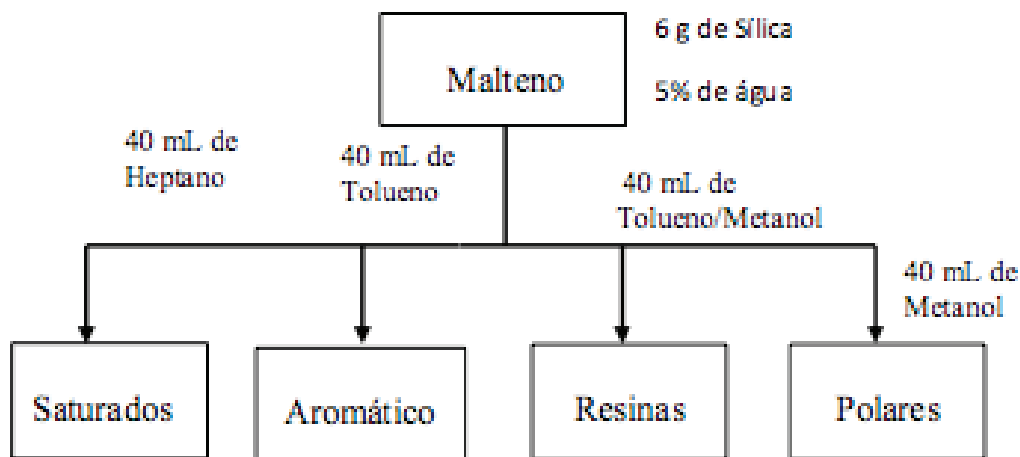 6 g de Sílica
Malteno
5% de água
40 mL de
Heptano
40 mL de
Tolueno
40 mL de
Tolueno/Metanol
40 mL de
Metanol
Saturados
Aromático
Resinas
Polares